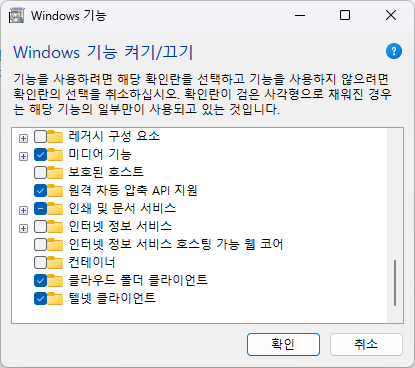 Windows 기능
Windows 기능 켜기/끄기
기능을 사용하려면 해당 확인란을 선택하고 기능을 사용하지 않으려면
확인란의 선택을 취소하십시오. 확인란이 검은 사각형으로 채워진 경우
는 해당 기능의 일부만이 사용되고 있는 것입니다.
레거시 구성 요소
미디어 기능
보호된 호스트
원격 차등 압축 API 지원
인쇄 및 문서 서비스
인터넷 정보 서비스
인터넷 정보 서비스 호스팅 가능 웹 코어
컨테이너
클라우드 폴더 클라이언트
텔넷 클라이언트
확인
취소